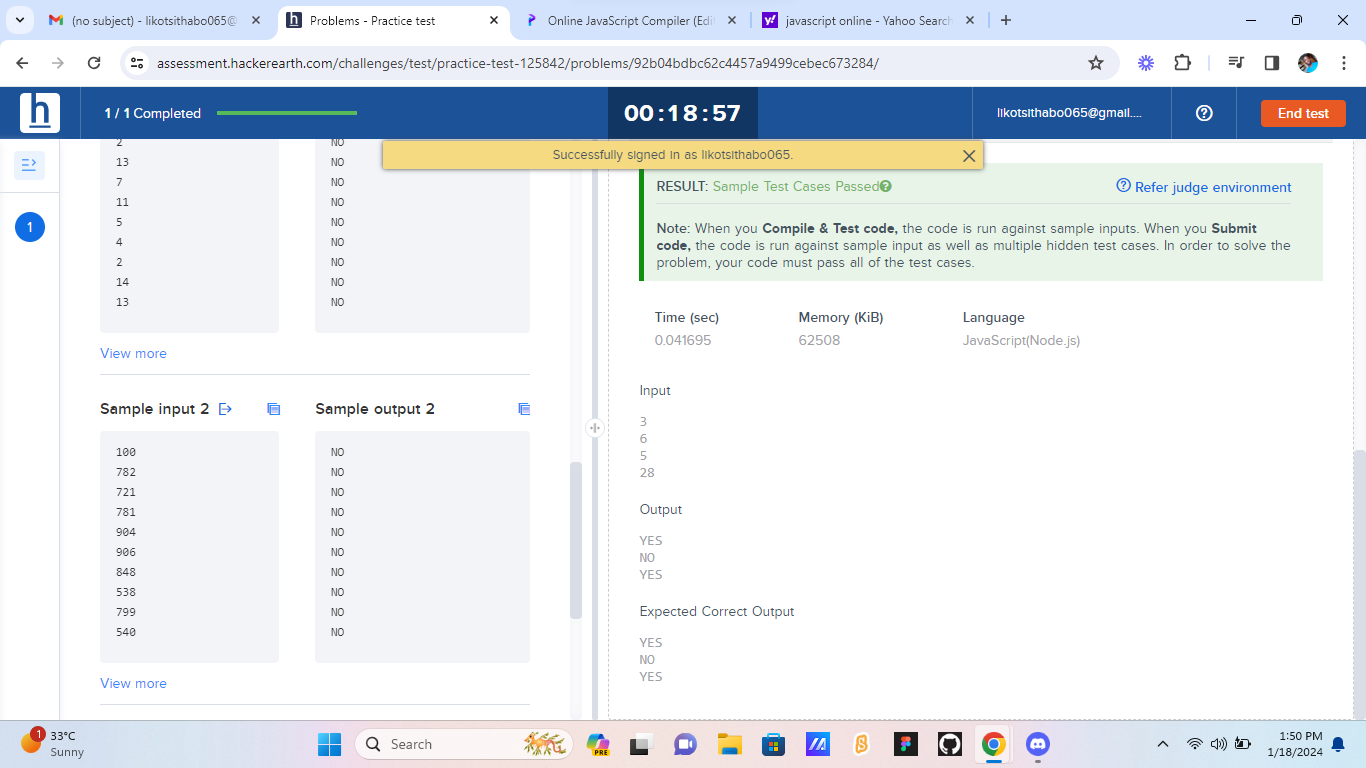 (no subject) - likotsithabo065@
Problems - Practice test
Online JavaScript Compiler (Edi
javascript online - Yahoo Search
assessment.hackerearth.com/challenges/test/practice-test-125842/problems/92b04bdbc62c4457a9499cebec673284/
h
1 / 1 Completed
00:18:57
likotsithabo065@gmail....
End test
Successfully signed in as likotsithabo065.
1
2 NO
13 NO
7 NO
11 NO
5 NO
4 NO
2 NO
14 NO
13 NO
View more
Sample input 2
Sample output 2
100 NO
782 NO
721 NO
781 NO
904 NO
906 NO
848 NO
538 NO
799 NO
540 NO
View more
RESULT: Sample Test Cases Passed
Refer judge environment
Note: When you Compile & Test code, the code is run against sample inputs. When you Submit
code, the code is run against sample input as well as multiple hidden test cases. In order to solve the
problem, your code must pass all of the test cases.
Time (sec) Memory (KiB) Language
0.041695 62508 JavaScript(Node.js)
Input
3
6
5
28
Output
YES
NO
YES
Expected Correct Output
YES
NO
YES
1
33°C
Sunny
Search
PRE
1:50 PM
1/18/2024